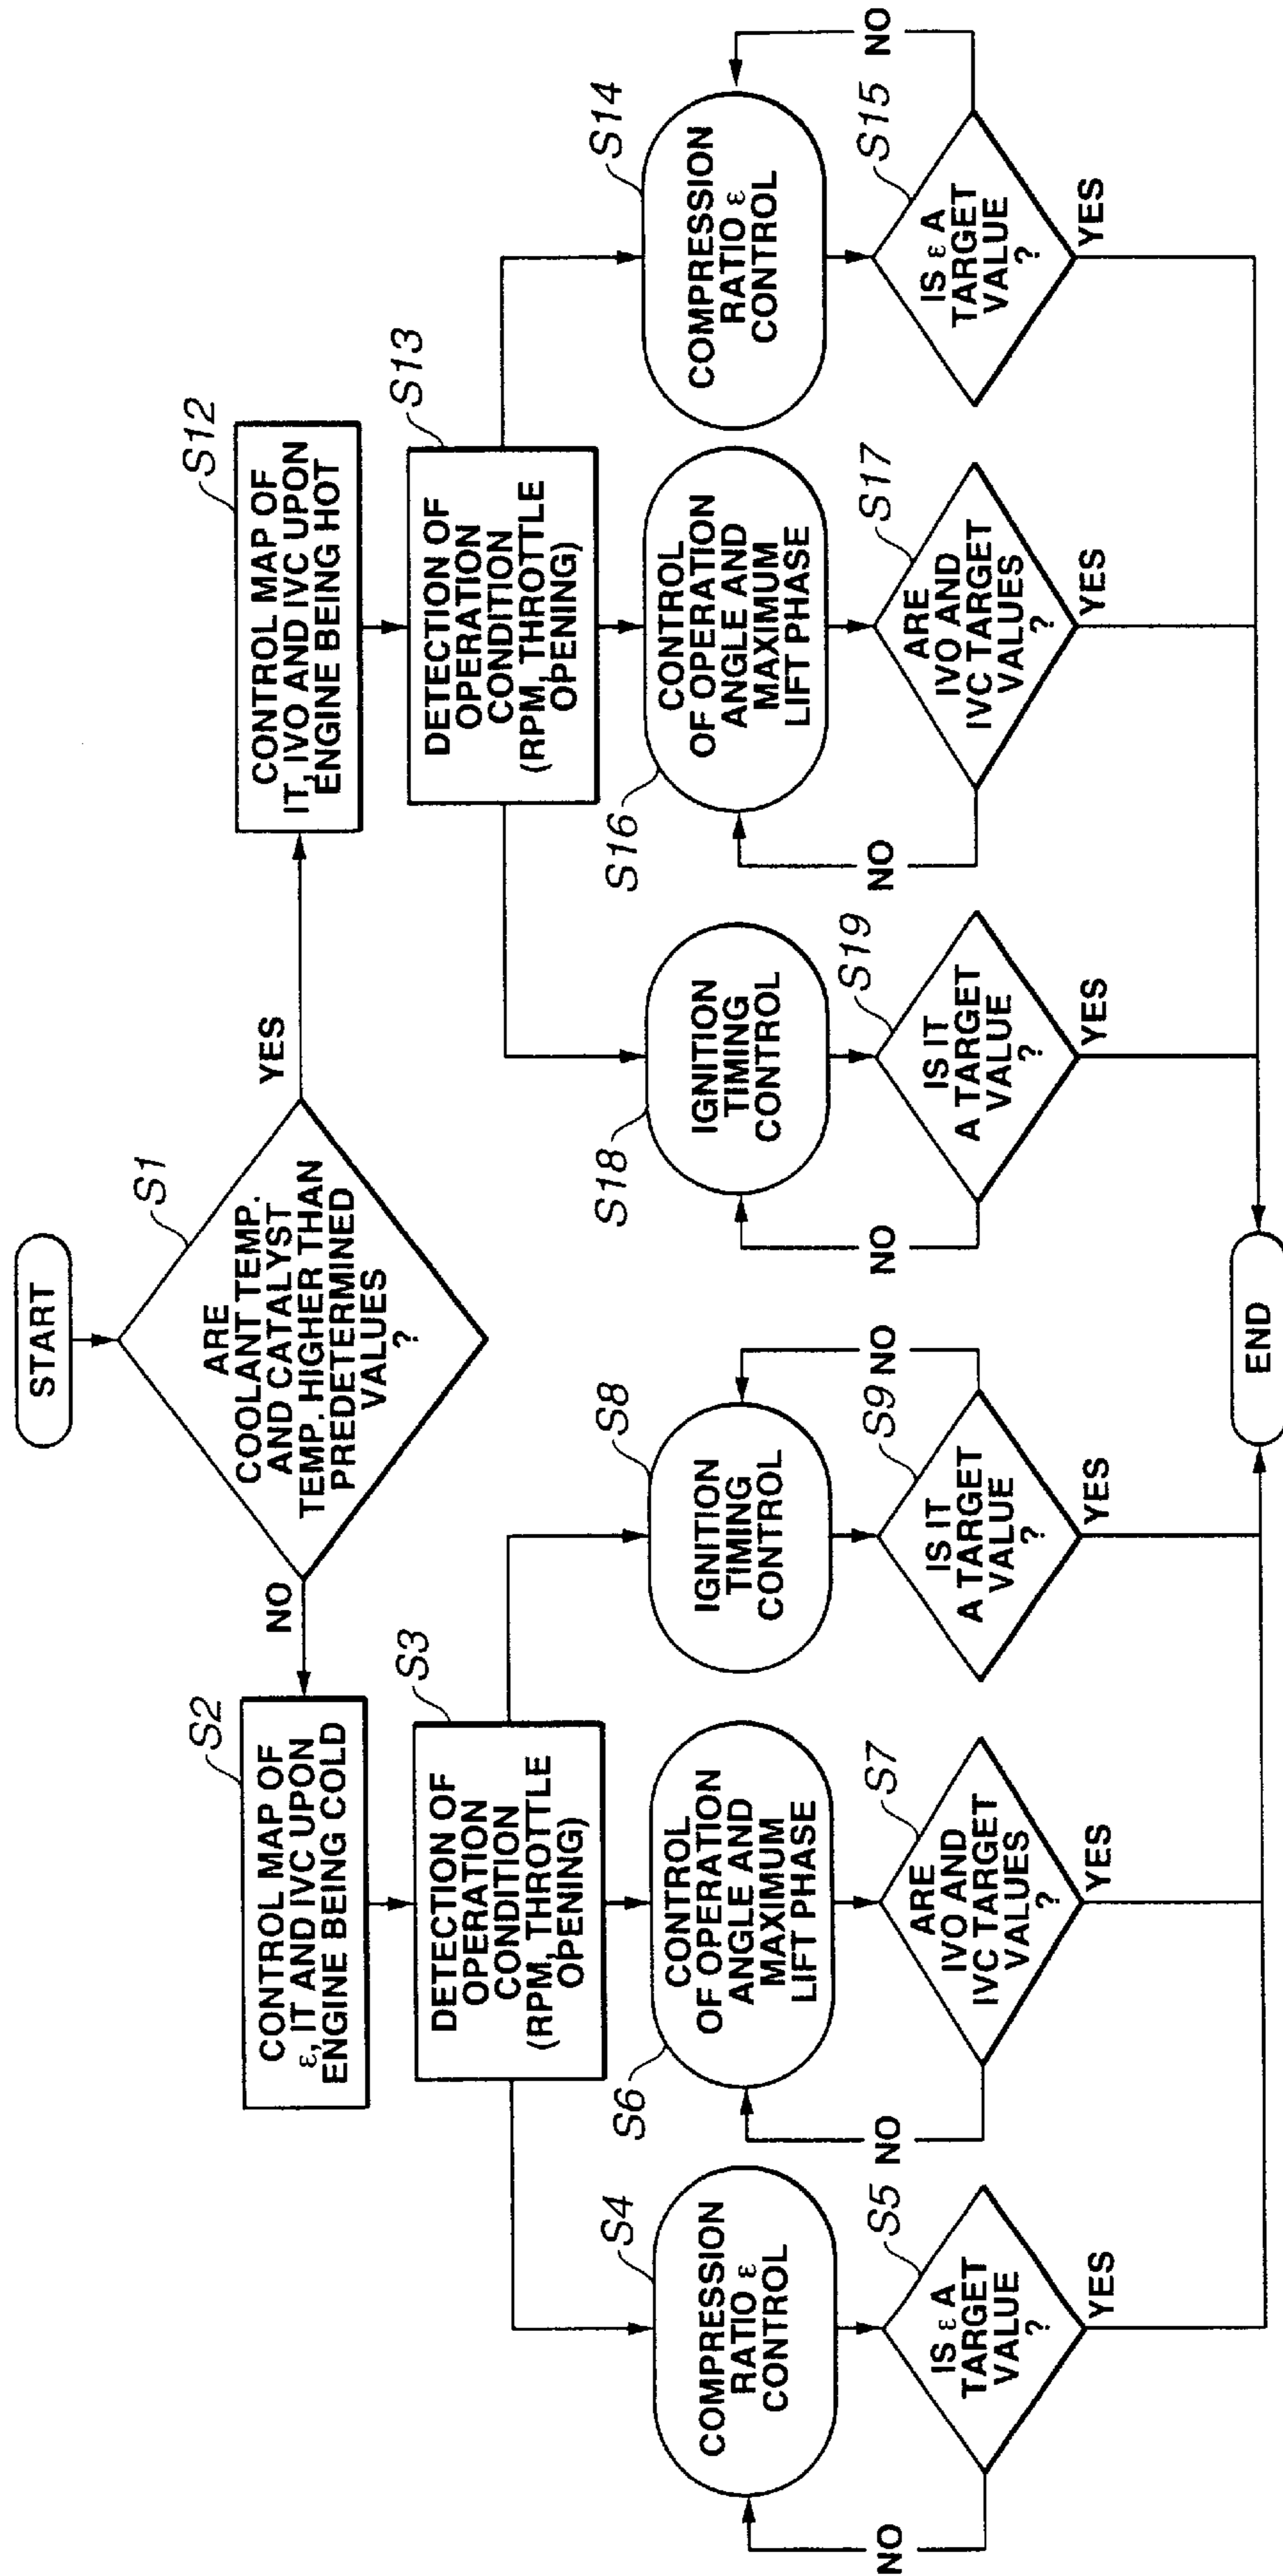 START
S1
ARE
COOLANT TEMP.
AND CATALYST
TEMP. HIGHER THAN
PREDETERMINED
VALUES
?
NO
YES
S2
CONTROL MAP OF
ε, IT AND IVC UPON
ENGINE BEING COLD
S12
CONTROL MAP OF
IT, IVO AND IVC UPON
ENGINE BEING HOT
S3
DETECTION OF
OPERATION
CONDITION
(RPM, THROTTLE
OPENING)
S13
DETECTION OF
OPERATION
CONDITION
(RPM, THROTTLE
OPENING)
S4
COMPRESSION
RATIO ε
CONTROL
S6
CONTROL
OF OPERATION
ANGLE AND
MAXIMUM
LIFT PHASE
S8
IGNITION
TIMING
CONTROL
S18
IGNITION
TIMING
CONTROL
S16
CONTROL
OF OPERATION
ANGLE AND
MAXIMUM
LIFT PHASE
S14
COMPRESSION
RATIO ε
CONTROL
NO
S5
IS ε A
TARGET
VALUE
?
YES
NO
S7
ARE
IVO AND
IVC TARGET
VALUES
?
YES
S9
IS IT
A TARGET
VALUE
?
NO
YES
NO
S19
IS IT
A TARGET
VALUE
?
YES
NO
S17
ARE
IVO AND
IVC TARGET
VALUES
?
YES
S15
IS ε A
TARGET
VALUE
?
NO
YES
END